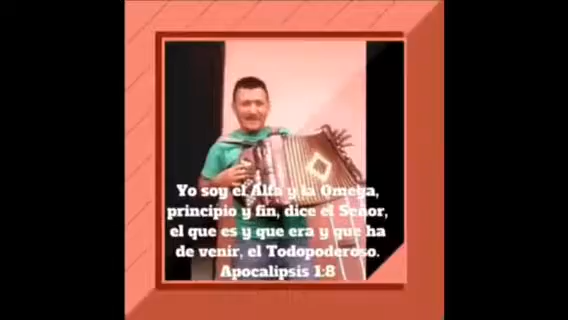 Yo soy el Alfa y la Omega,
principio y fin, dice el Señor,
el que es y que era y que ha
de venir, el Todopoderoso.
Apocalipsis 1:8